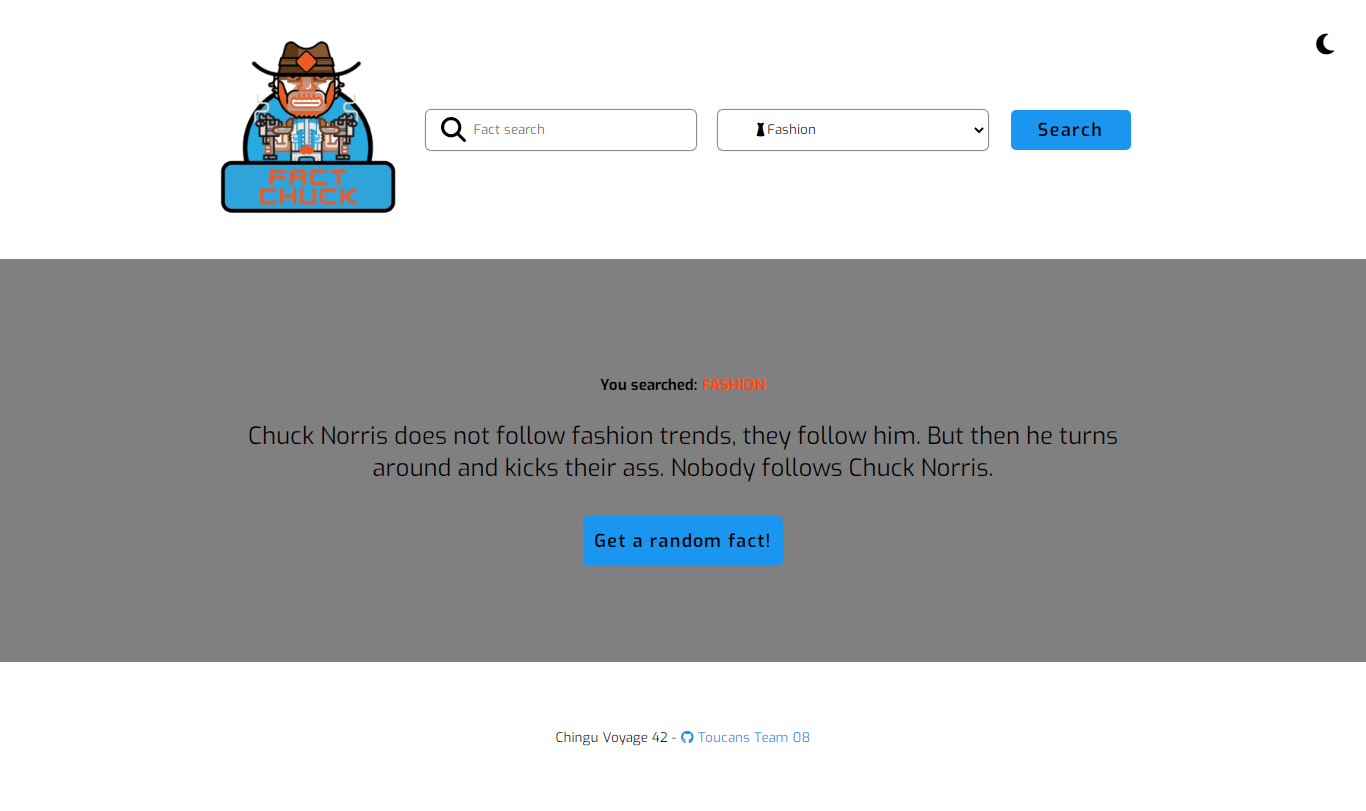 FACT
CHUCK
Fact search
Fashion
Search
You searched: FASHION
Chuck Norris does not follow fashion trends, they follow him. But then he turns
around and kicks their ass. Nobody follows Chuck Norris.
Get a random fact!
Chingu Voyage 42 - Toucans Team 08